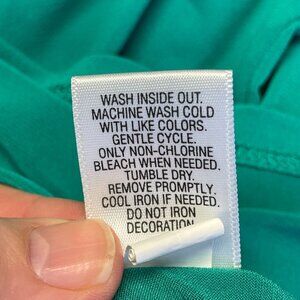 WASH INSIDE OUT.
MACHINE WASH COLD
WITH LIKE COLORS.
GENTLE CYCLE.
ONLY NON-CHLORINE
BLEACH WHEN NEEDED.
TUMBLE DRY.
REMOVE PROMPTLY.
COOL IRON IF NEEDED.
DO NOT IRON
DECORATION